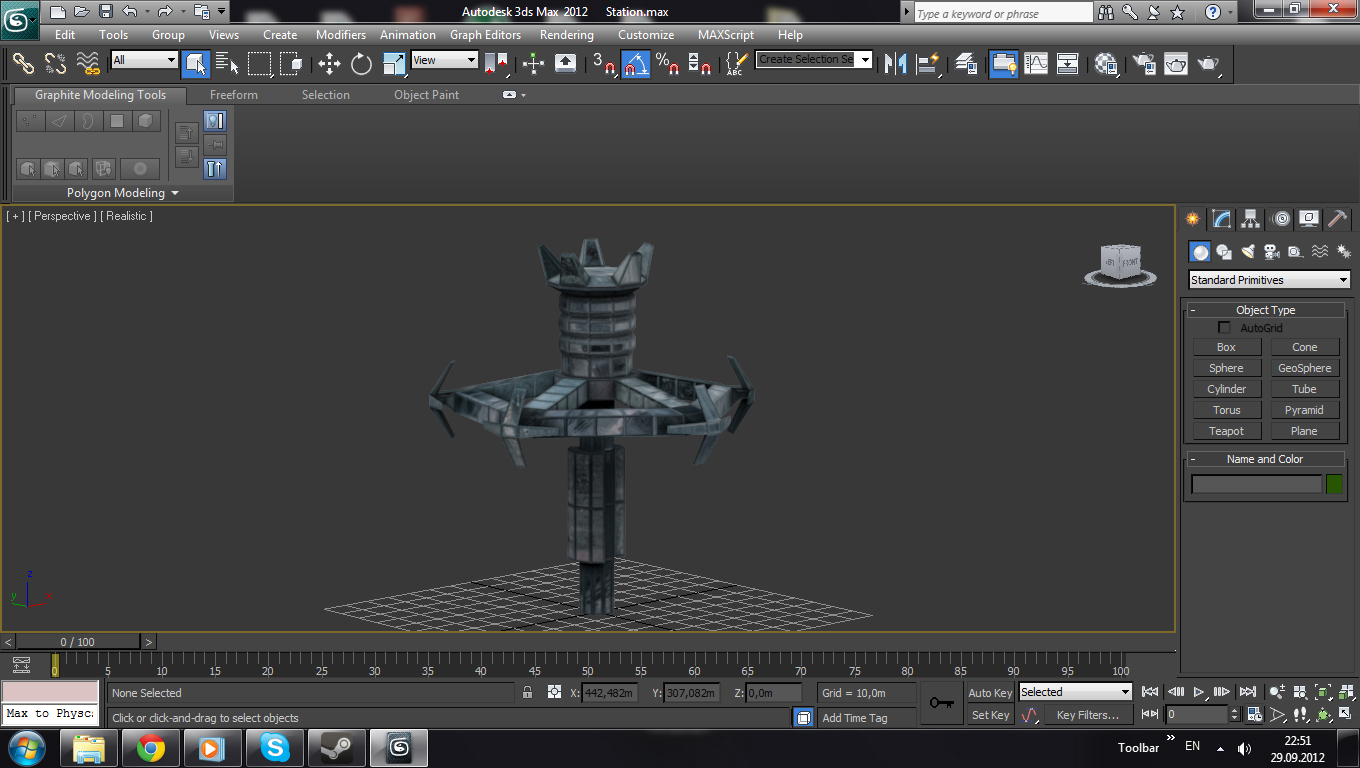 Autodesk 3ds Max 2012 Station.max
Type a keyword or phrase
Edit Tools Group Views Create Modifiers Animation Graph Editors Rendering Customize MAXScript Help
All View 3 Create Selection Se
ABC
Graphite Modeling Tools Freeform Selection Object Paint
Polygon Modeling
[ + ] [ Perspective ] [ Realistic ]
FRONT
Standard Primitives
- Object Type
AutoGrid
Box Cone
Sphere GeoSphere
Cylinder Tube
Torus Pyramid
Teapot Plane
- Name and Color
z
y x
< 0 / 100 >
0 5 10 15 20 25 30 35 40 45 50 55 60 65 70 75 80 85 90 95 100
None Selected X: 442,482m Y: 307,082m Z: 0,0m Grid = 10,0m Auto Key Selected
Max to Physc:
Click or click-and-drag to select objects Add Time Tag Set Key Key Filters... 0
Toolbar » EN 22:51
29.09.2012